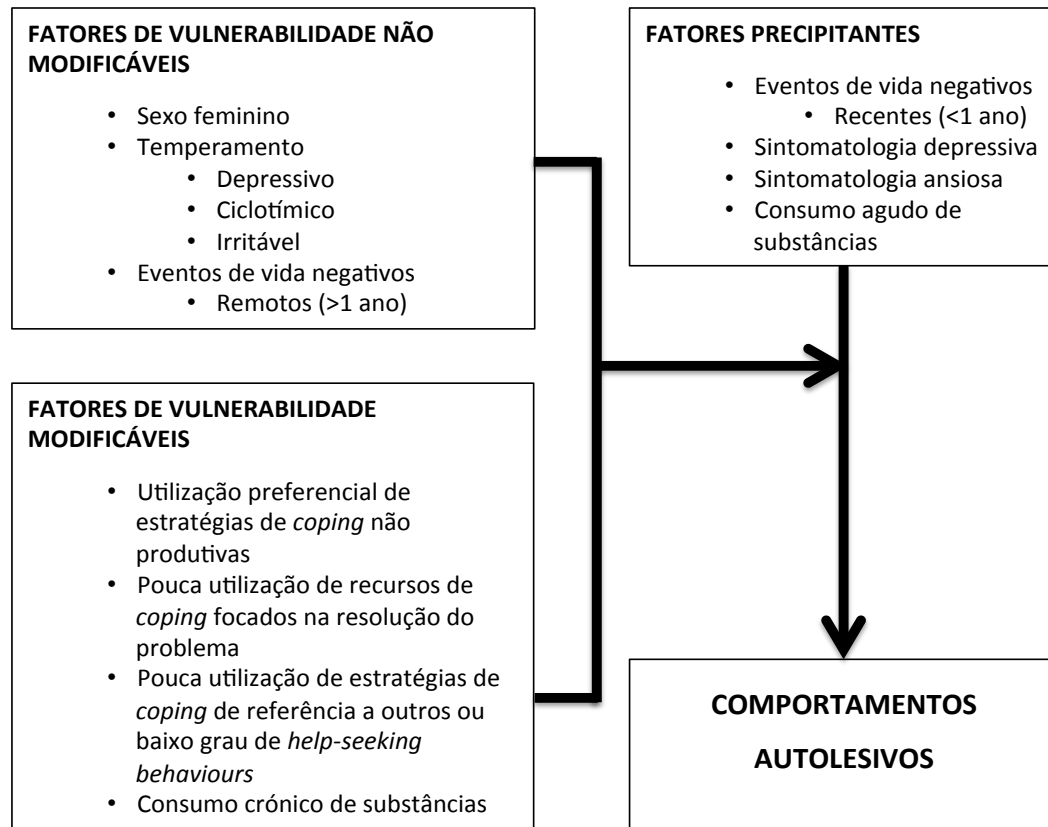 FATORES DE VULNERABILIDADE NÃO
MODIFICÁVEIS
• Sexo feminino
• Temperamento
• Depressivo
• Ciclotímico
• Irritável
• Eventos de vida negativos
• Remotos (>1 ano)
FATORES PRECIPITANTES
• Eventos de vida negativos
• Recentes (<1 ano)
• Sintomatologia depressiva
• Sintomatologia ansiosa
• Consumo agudo de
substâncias
FATORES DE VULNERABILIDADE
MODIFICÁVEIS
• Utilização preferencial de
estratégias de coping não
produtivas
• Pouca utilização de recursos de
coping focados na resolução do
problema
• Pouca utilização de estratégias de
coping de referência a outros ou
baixo grau de help-seeking
behaviours
• Consumo crónico de substâncias
COMPORTAMENTOS
AUTOLESIVOS